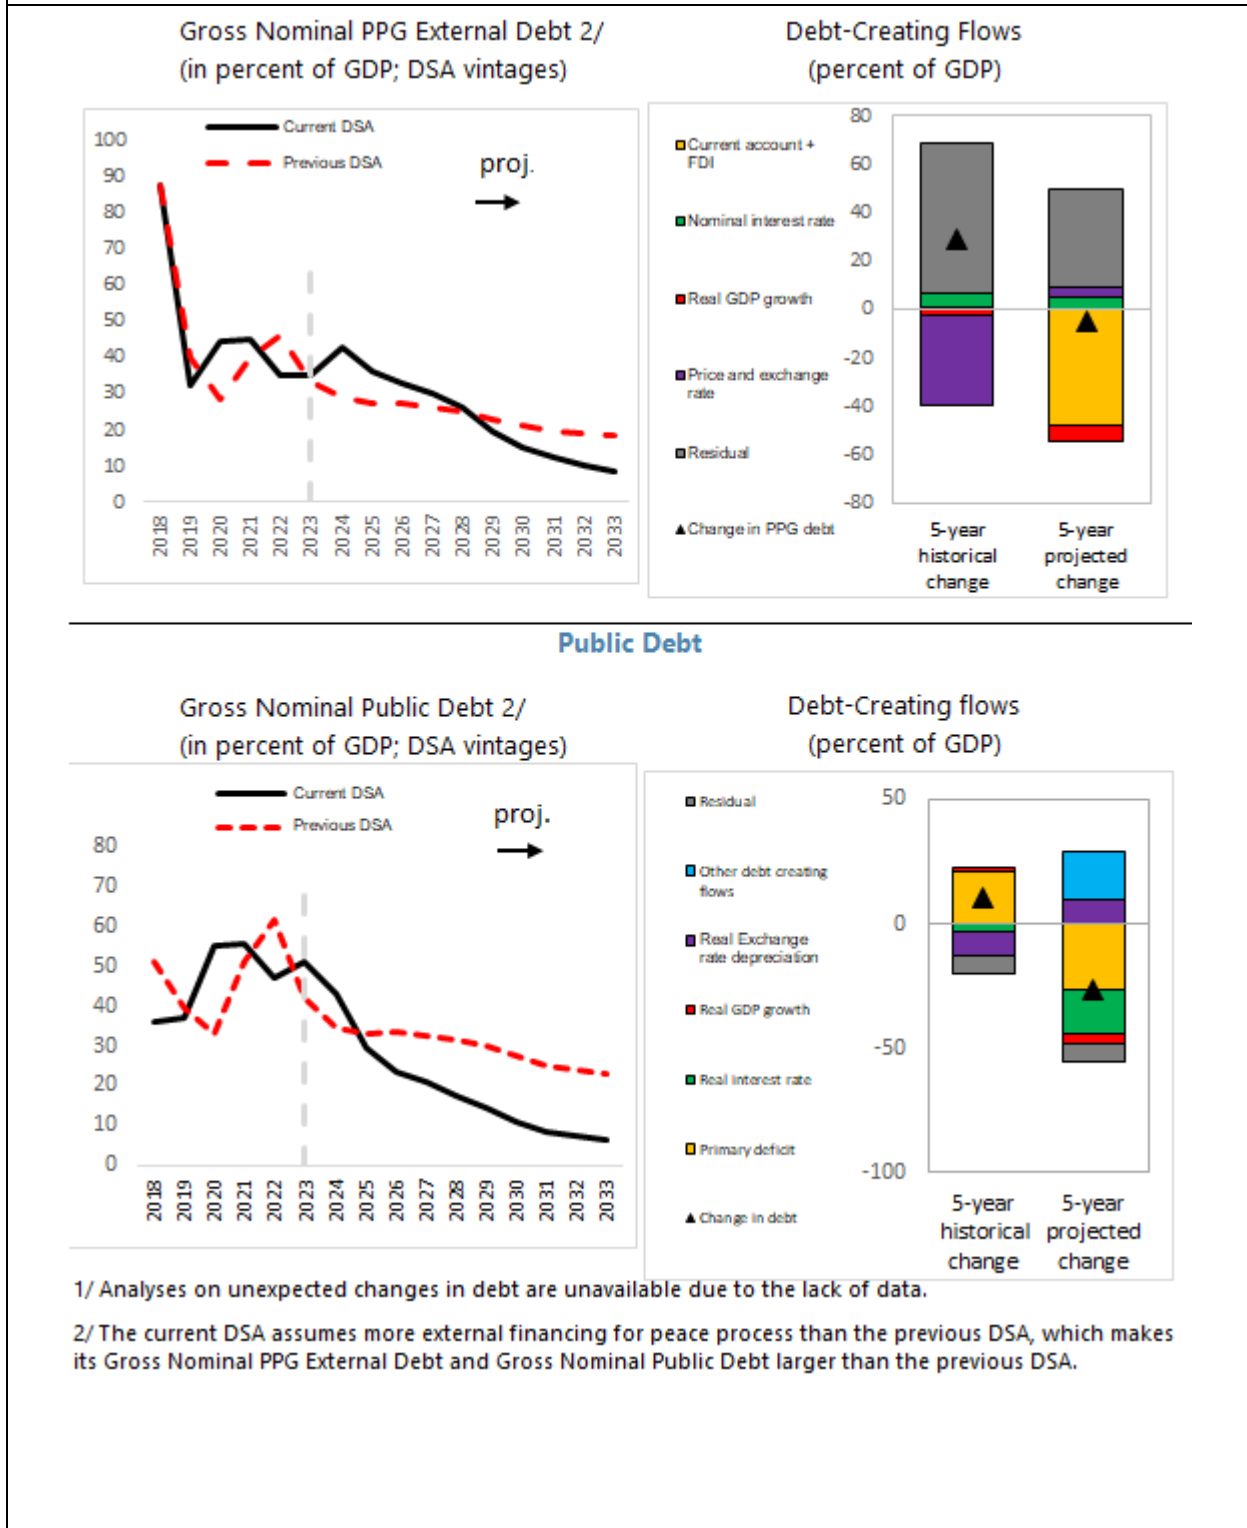 Gross Nominal PPG External Debt 2/
(in percent of GDP; DSA vintages)
Current DSA
Previous DSA
proj.
100
90
80
70
60
50
40
30
20
10
0
2018
2019
2020
2021
2022
2023
2024
2025
2026
2027
2028
2029
2030
2031
2032
2033
Debt-Creating Flows
(percent of GDP)
Current account +
FDI
Nominal interest rate
Real GDP growth
Price and exchange
rate
Residual
Change in PPG debt
80
60
40
20
0
-20
-40
-60
-80
5-year
historical
change
5-year
projected
change
Public Debt
Gross Nominal Public Debt 2/
(in percent of GDP; DSA vintages)
Current DSA
Previous DSA
proj.
80
70
60
50
40
30
20
10
0
2018
2019
2020
2021
2022
2023
2024
2025
2026
2027
2028
2029
2030
2031
2032
2033
Debt-Creating flows
(percent of GDP)
Residual
Other debt creating
flows
Real Exchange
rate depreciation
Real GDP growth
Real interest rate
Primary deficit
Change in debt
50
0
-50
-100
5-year
historical
change
5-year
projected
change
1/ Analyses on unexpected changes in debt are unavailable due to the lack of data.
2/ The current DSA assumes more external financing for peace process than the previous DSA, which makes
its Gross Nominal PPG External Debt and Gross Nominal Public Debt larger than the previous DSA.